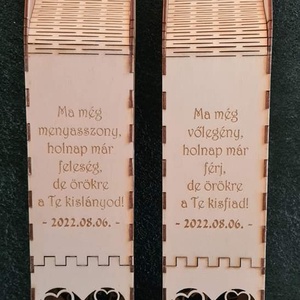 Ma még
menyasszony,
holnap már
feleség,
de örökre
a Te kislányod!
- 2022.08.06. -
Ma még
vőlegény,
holnap már
férj,
de örökre
a Te kisfiad!
- 2022.08.06. -